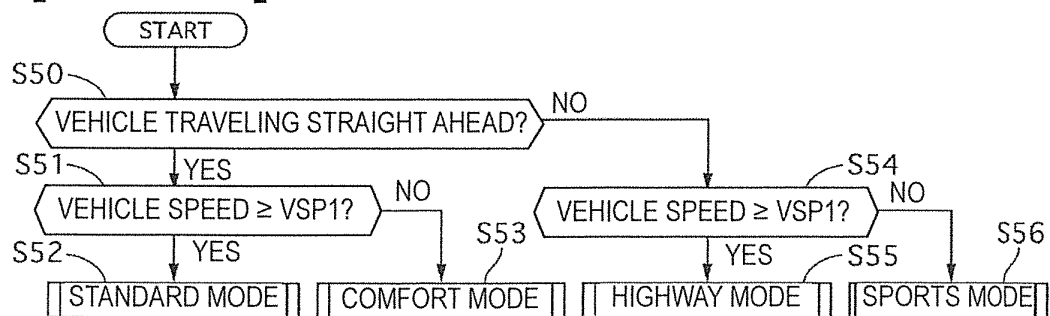 START
S50
VEHICLE TRAVELING STRAIGHT AHEAD?
NO
S51
YES
S54
VEHICLE SPEED ≥ VSP1?
NO
VEHICLE SPEED ≥ VSP1?
NO
S52
YES
S53
YES
S55
S56
STANDARD MODE
COMFORT MODE
HIGHWAY MODE
SPORTS MODE